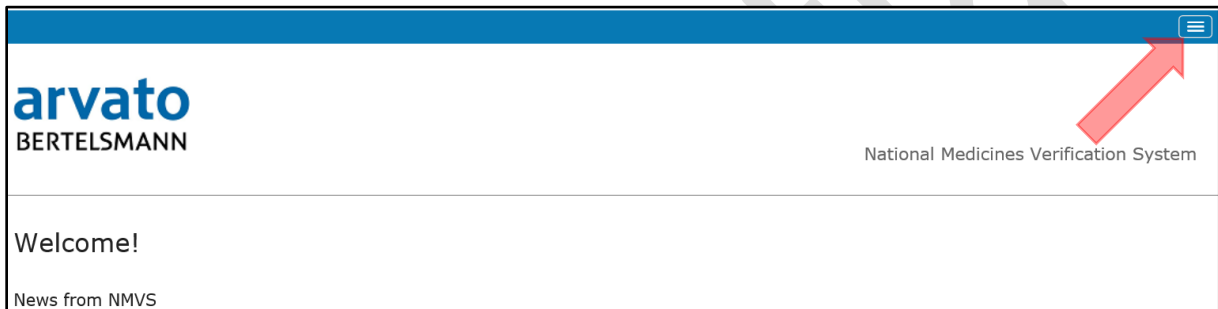 arvato
BERTELSMANN
National Medicines Verification System
Welcome!
News from NMVS